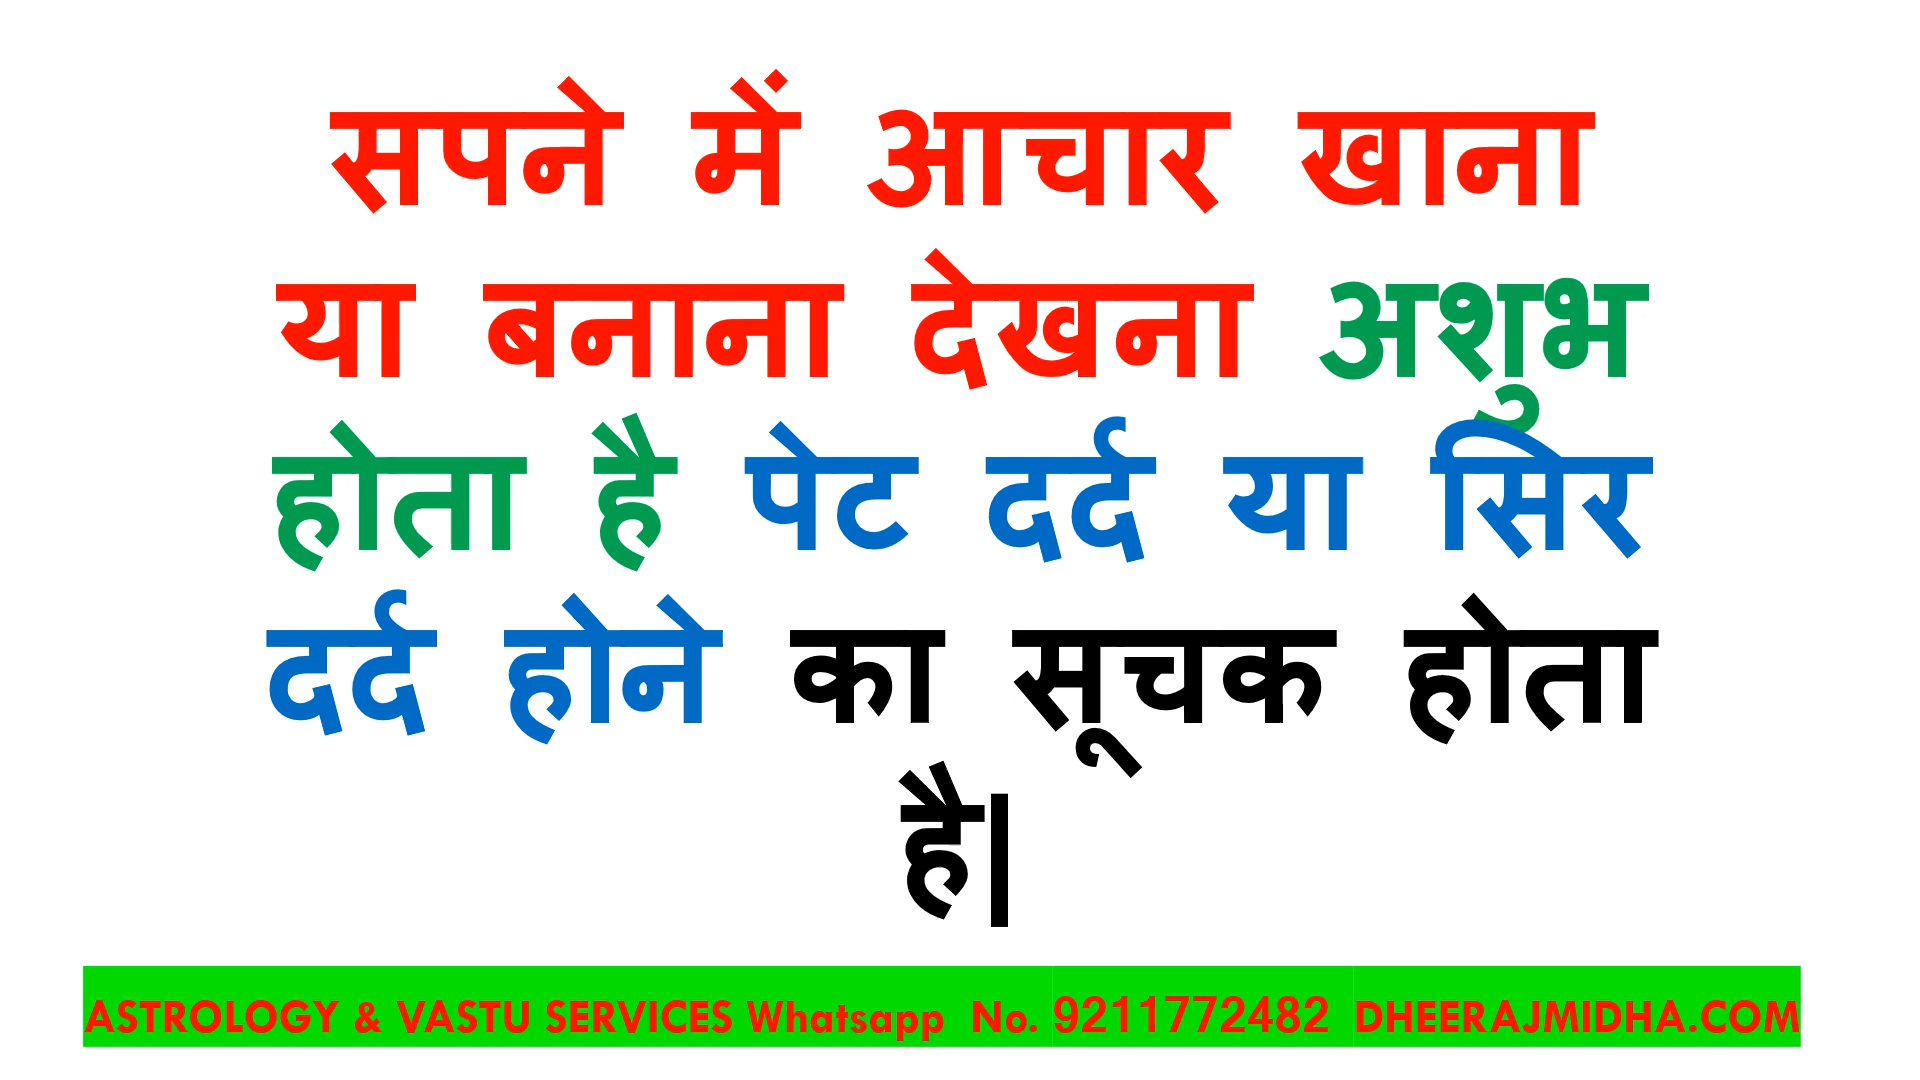 सपने में आचार खाना
या बनाना देखना अशुभ
होता है पेट दर्द या सिर
दर्द होने का सूचक होता
है|
ASTROLOGY & VASTU SERVICES Whatsapp No. 9211772482 DHEERAJMIDHA.COM